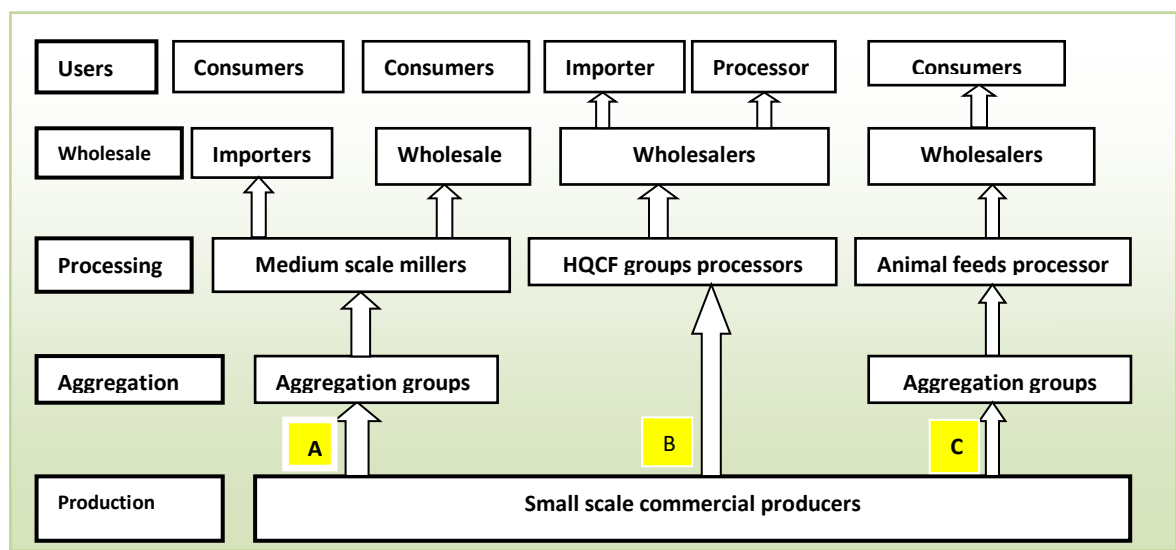 Users
Consumers
Consumers
Importer
Processor
Consumers
Wholesale
Importers
Wholesale
Wholesalers
Wholesalers
Processing
Medium scale millers
HQCF groups processors
Animal feeds processor
Aggregation
Aggregation groups
Aggregation groups
A
B
C
Production
Small scale commercial producers